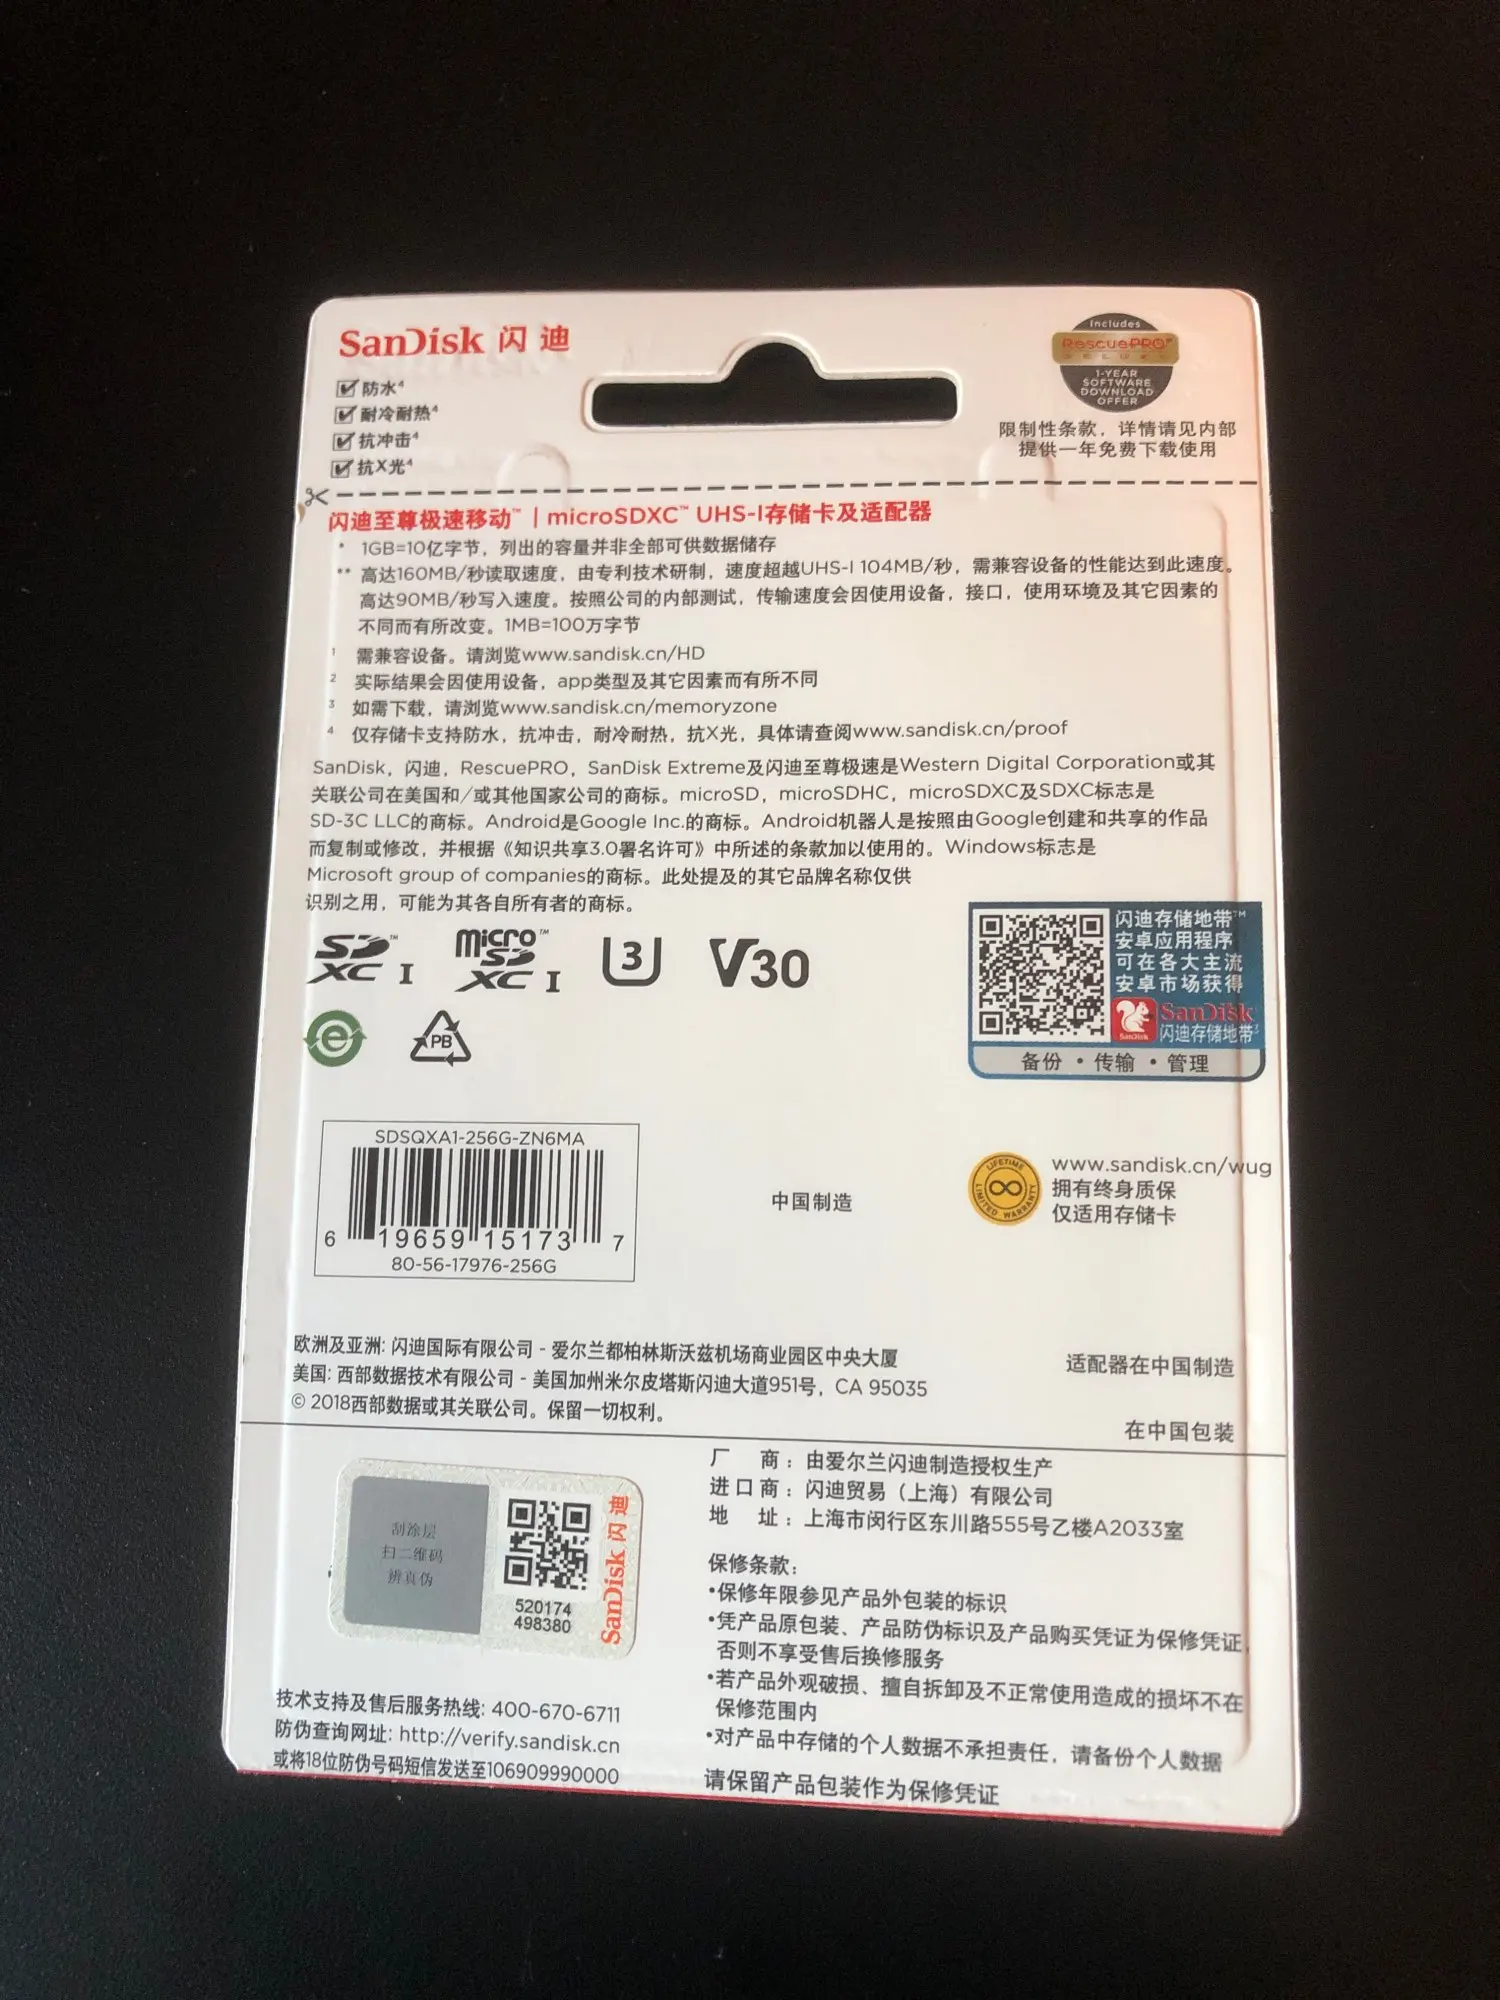 SanDisk 闪迪
防水⁴
耐冷耐热⁴
抗冲击⁴
抗X光⁴
Includes
RescuePRO®
DELUXE
1-YEAR
SOFTWARE
DOWNLOAD
OFFER
限制性条款，详情请见内部
提供一年免费下载使用
闪迪至尊极速移动™ | microSDXC™ UHS-I存储卡及适配器
* 1GB=10亿字节，列出的容量并非全部可供数据储存
** 高达160MB/秒读取速度，由专利技术研制，速度超越UHS-I 104MB/秒，需兼容设备的性能达到此速度。
高达90MB/秒写入速度。按照公司的内部测试，传输速度会因使用设备，接口，使用环境及其它因素的
不同而有所改变。1MB=100万字节
¹ 需兼容设备。请浏览www.sandisk.cn/HD
² 实际结果会因使用设备，app类型及其它因素而有所不同
³ 如需下载，请浏览www.sandisk.cn/memoryzone
⁴ 仅存储卡支持防水，抗冲击，耐冷耐热，抗X光，具体请查阅www.sandisk.cn/proof
SanDisk，闪迪，RescuePRO，SanDisk Extreme及闪迪至尊极速是Western Digital Corporation或其
关联公司在美国和/或其他国家公司的商标。microSD，microSDHC，microSDXC及SDXC标志是
SD-3C LLC的商标。Android是Google Inc.的商标。Android机器人是按照由Google创建和共享的作品
而复制或修改，并根据《知识共享3.0署名许可》中所述的条款加以使用的。Windows标志是
Microsoft group of companies的商标。此处提及的其它品牌名称仅供
识别之用，可能为其各自所有者的商标。
SD™ XC I
micro™ SD XC I
3
V30
闪迪存储地带™
安卓应用程序
可在各大主流
安卓市场获得
SanDisk
SanDisk
闪迪存储地带³
备份 • 传输 • 管理
e
PB
SDSQXA1-256G-ZN6MA
6 19659 15173 7
80-56-17976-256G
中国制造
LIFETIME
LIMITED WARRANTY
www.sandisk.cn/wug
拥有终身质保
仅适用存储卡
欧洲及亚洲: 闪迪国际有限公司 - 爱尔兰都柏林斯沃兹机场商业园区中央大厦
美国: 西部数据技术有限公司 - 美国加州米尔皮塔斯闪迪大道951号，CA 95035
© 2018西部数据或其关联公司。保留一切权利。
适配器在中国制造
在中国包装
刮涂层
扫二维码
辨真伪
520174
498380
SanDisk 闪迪
技术支持及售后服务热线: 400-670-6711
防伪查询网址: http://verify.sandisk.cn
或将18位防伪号码短信发送至106909990000
厂 商：由爱尔兰闪迪制造授权生产
进口商：闪迪贸易（上海）有限公司
地 址：上海市闵行区东川路555号乙楼A2033室
保修条款：
•保修年限参见产品外包装的标识
•凭产品原包装、产品防伪标识及产品购买凭证为保修凭证，
否则不享受售后换修服务
•若产品外观破损、擅自拆卸及不正常使用造成的损坏不在
保修范围内
•对产品中存储的个人数据不承担责任，请备份个人数据
请保留产品包装作为保修凭证